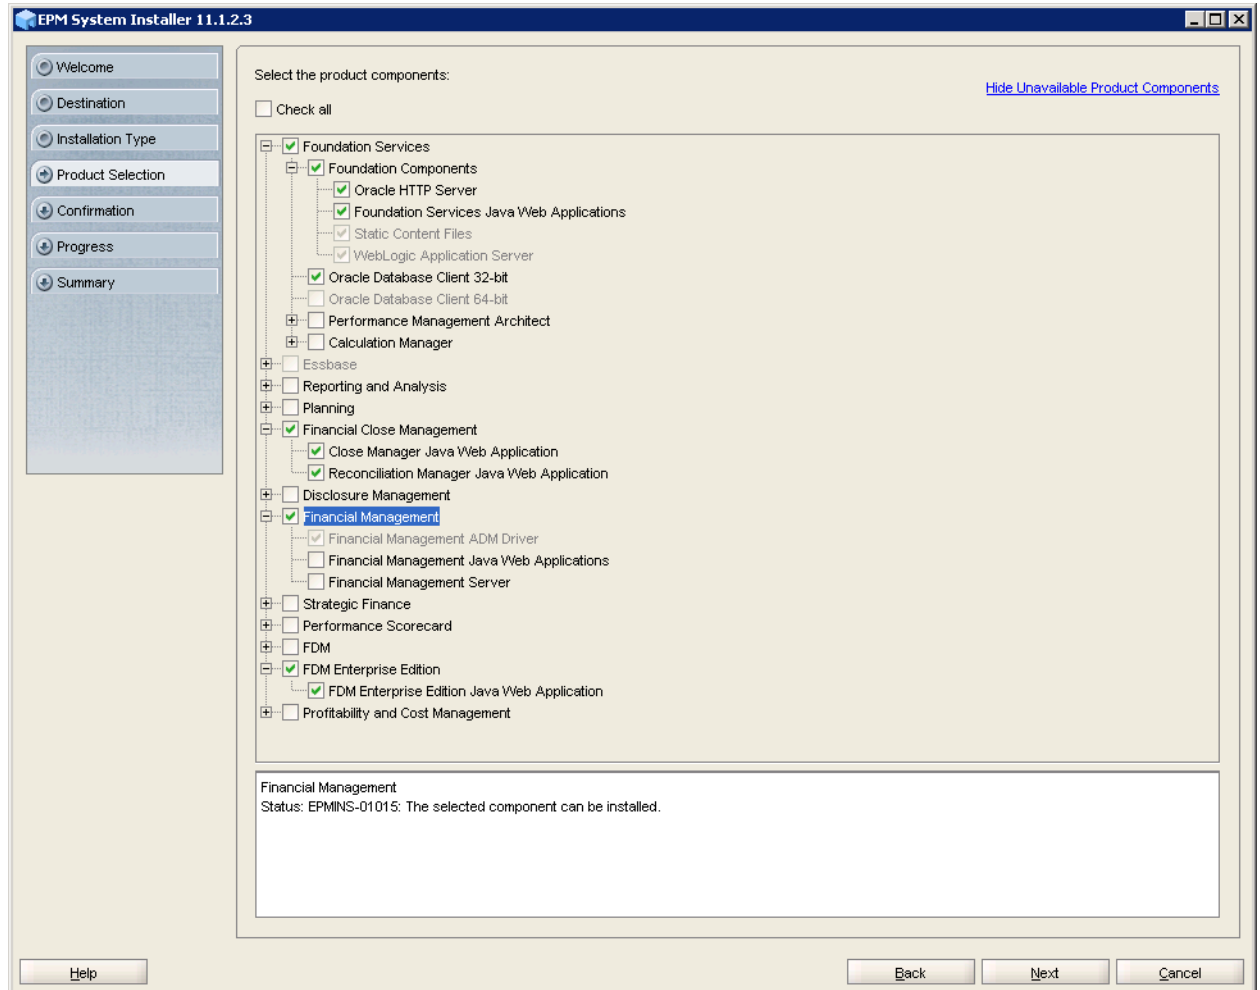 EPM System Installer 11.1.2.3
Welcome
Destination
Installation Type
Product Selection
Confirmation
Progress
Summary
Select the product components:
Hide Unavailable Product Components
Check all
Foundation Services
Foundation Components
Oracle HTTP Server
Foundation Services Java Web Applications
Static Content Files
WebLogic Application Server
Oracle Database Client 32-bit
Oracle Database Client 64-bit
Performance Management Architect
Calculation Manager
Essbase
Reporting and Analysis
Planning
Financial Close Management
Close Manager Java Web Application
Reconciliation Manager Java Web Application
Disclosure Management
Financial Management
Financial Management ADM Driver
Financial Management Java Web Applications
Financial Management Server
Strategic Finance
Performance Scorecard
FDM
FDM Enterprise Edition
FDM Enterprise Edition Java Web Application
Profitability and Cost Management
Financial Management
Status: EPMINS-01015: The selected component can be installed.
Help
Back
Next
Cancel